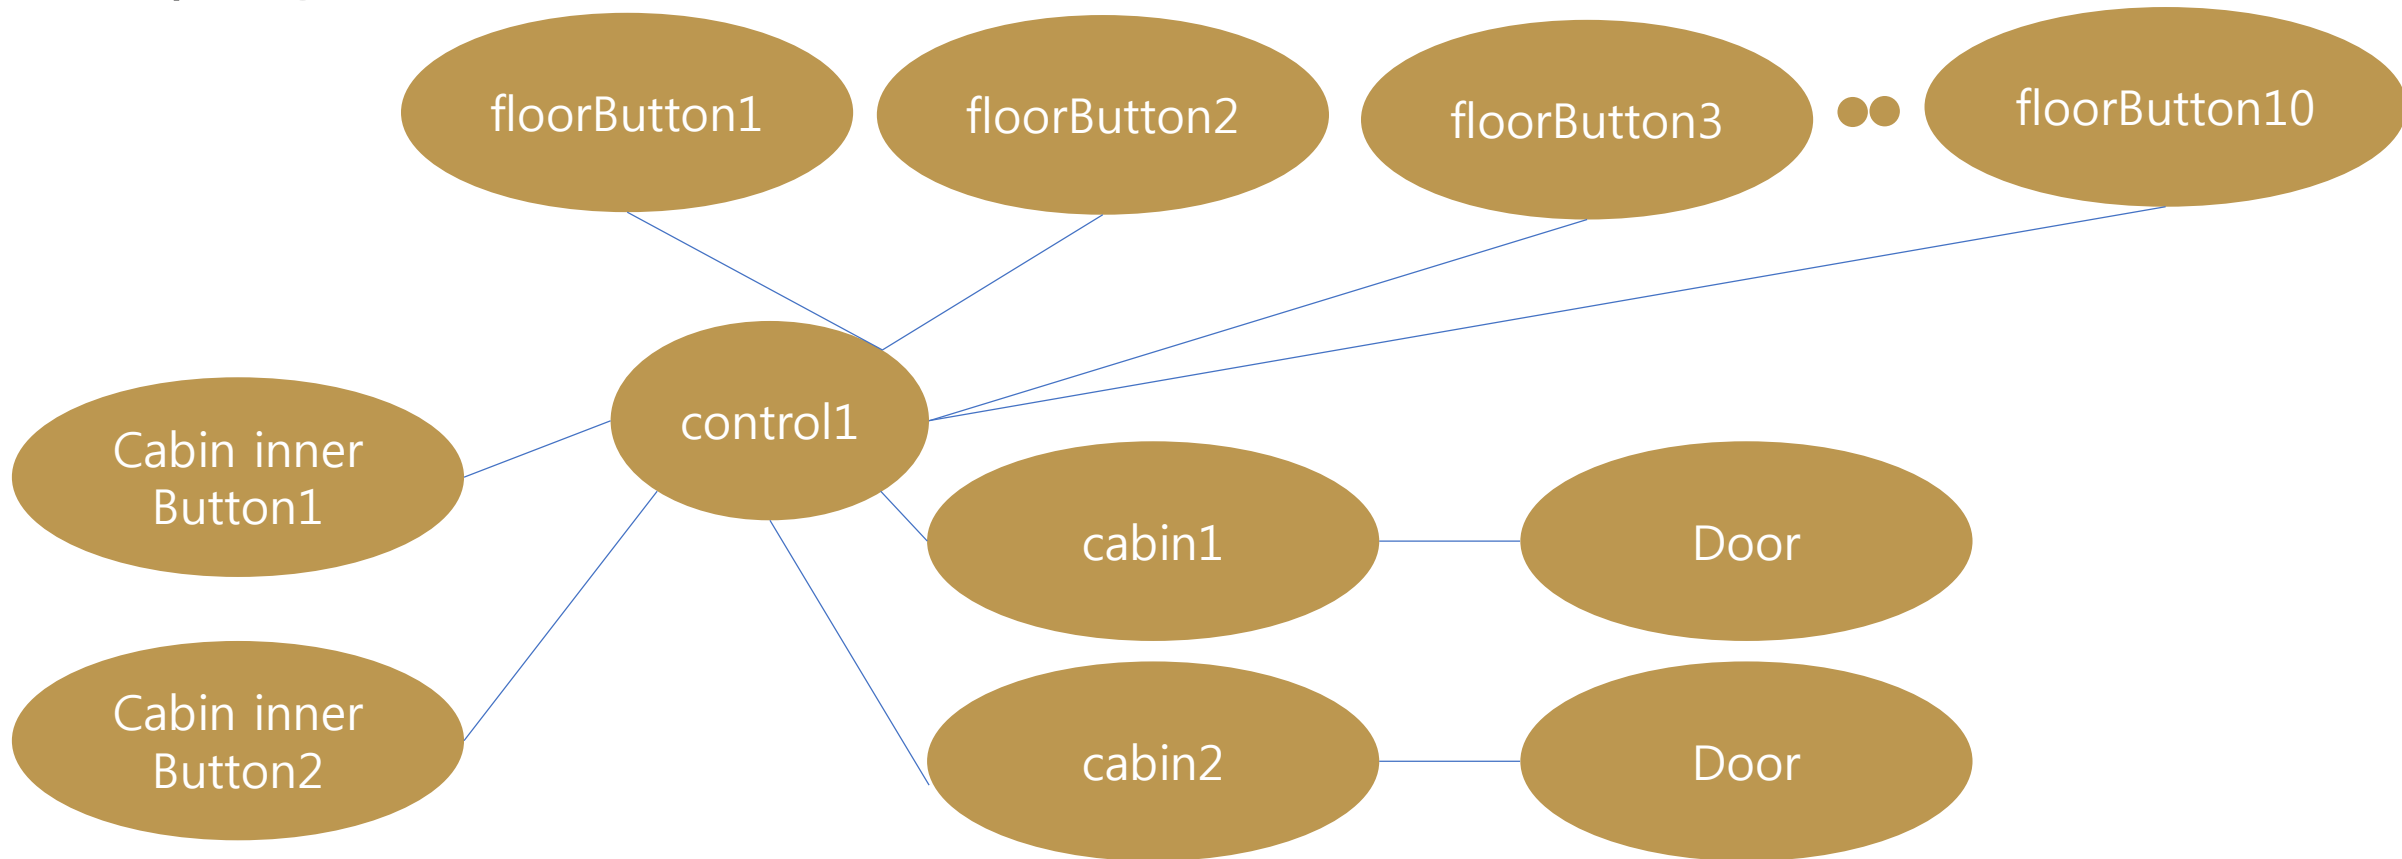 floorButton1
floorButton2
floorButton3
floorButton10
control1
Cabin inner
Button1
cabin1
Door
Cabin inner
Button2
cabin2
Door